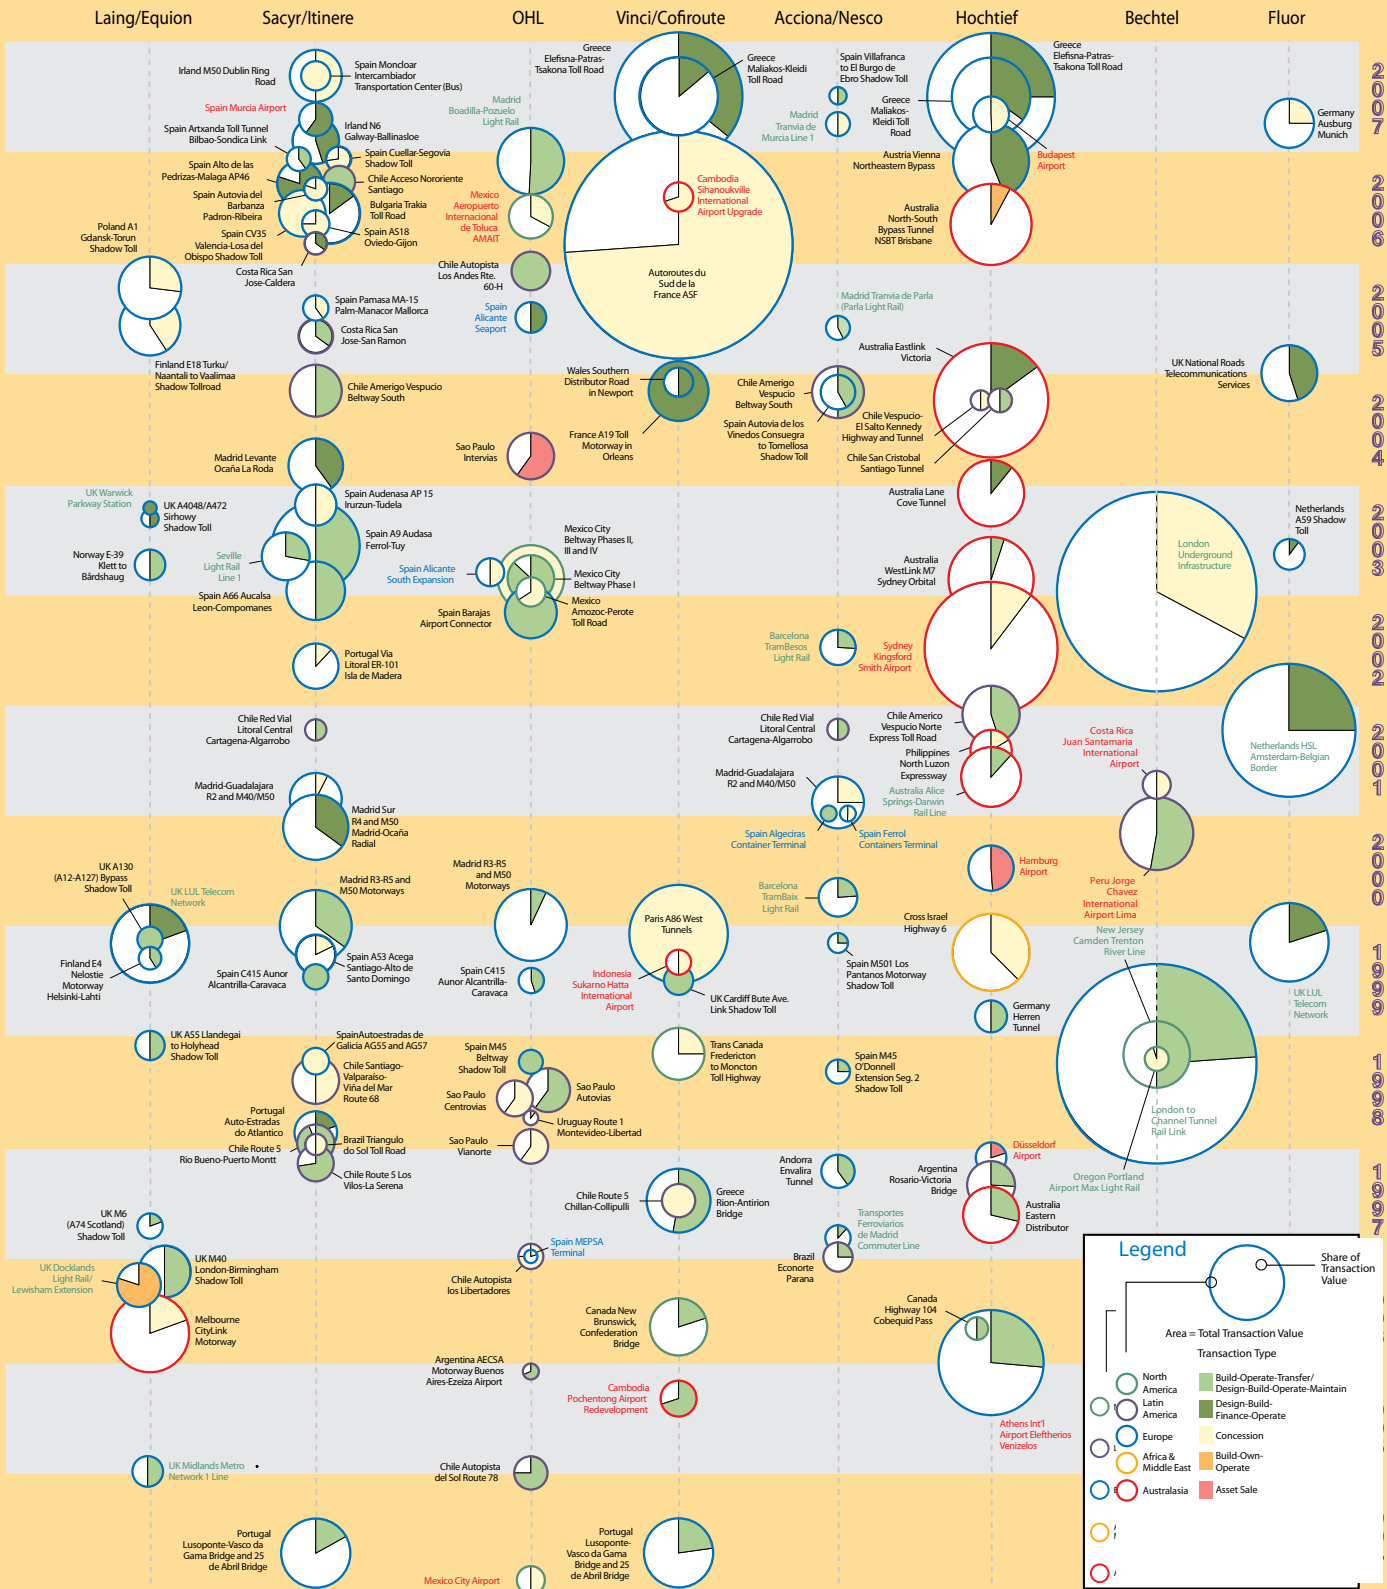 Laing/Equion
Sacyr/Itinere
OHL
Vinci/Cofiroute
Acciona/Nesco
Hochtief
Bechtel
Fluor
2007
2006
2005
2004
2003
2002
2001
2000
1999
1998
1997
Poland A1
Gdansk-Torun
Shadow Toll
Finland E18 Turku/
Naantali to Vaalimaa
Shadow Tollroad
UK Warwick
Parkway Station
UK A4048/A472
Sirhowy
Shadow Toll
Norway E-39
Klett to
Bårdshaug
UK A130
(A12-A127) Bypass
Shadow Toll
UK LUL Telecom
Network
Finland E4
Nelostie
Motorway
Helsinki-Lahti
UK A55 Llandegai
to Holyhead
Shadow Toll
UK M6
(A74 Scotland)
Shadow Toll
UK M40
London-Birmingham
Shadow Toll
UK Docklands
Light Rail/
Lewisham Extension
Melbourne
CityLink
Motorway
UK Midlands Metro
Network 1 Line
Irland M50 Dublin Ring
Road
Spain Moncloar
Intercambiador
Transportation Center (Bus)
Spain Murcia Airport
Spain Artxanda Toll Tunnel
Bilbao-Sondica Link
Irland N6
Galway-Ballinasloe
Spain Cuellar-Segovia
Shadow Toll
Spain Alto de las
Pedrizas-Malaga AP46
Chile Acceso Nororiente
Santiago
Spain Autovia del
Barbanza
Padron-Ribeira
Bulgaria Trakia
Toll Road
Spain CV35
Valencia-Losa del
Obispo Shadow Toll
Spain AS18
Oviedo-Gijon
Costa Rica San
Jose-Caldera
Spain Pamasa MA-15
Palm-Manacor Mallorca
Costa Rica San
Jose-San Ramon
Chile Amerigo Vespucio
Beltway South
Madrid Levante
Ocaña La Roda
Spain Audenasa AP 15
Irurzun-Tudela
Spain A9 Audasa
Ferrol-Tuy
Seville
Light Rail
Line 1
Spain A66 Aucalsa
Leon-Compomanes
Portugal Via
Litoral ER-101
Isla de Madera
Chile Red Vial
Litoral Central
Cartagena-Algarrobo
Madrid-Guadalajara
R2 and M40/M50
Madrid Sur
R4 and M50
Madrid-Ocaña
Radial
Madrid R3-R5 and
M50 Motorways
Spain A53 Acega
Santiago-Alto de
Santo Domingo
Spain C415 Aunor
Alcantrilla-Caravaca
SpainAutoestradas de
Galicia AG55 and AG57
Chile Santiago-
Valparaíso-
Viña del Mar
Route 68
Portugal
Auto-Estradas
do Atlantico
Chile Route 5
Rio Bueno-Puerto Montt
Brazil Triangulo
do Sol Toll Road
Chile Route 5 Los
Vilos-La Serena
Portugal
Lusoponte-Vasco da
Gama Bridge and 25
de Abril Bridge
Madrid
Boadilla-Pozuelo
Light Rail
Mexico
Aeropuerto
Internacional
de Toluca
AMAIT
Chile Autopista
Los Andes Rte.
60-H
Spain
Alicante
Seaport
Sao Paulo
Intervias
Mexico City
Beltway Phases II,
III and IV
Spain Alicante
South Expansion
Mexico City
Beltway Phase I
Mexico
Amozoc-Perote
Toll Road
Spain Barajas
Airport Connector
Madrid R3-R5
and M50
Motorways
Spain C415
Aunor Alcantrilla-
Caravaca
Spain M45
Beltway
Shadow Toll
Sao Paulo
Centrovias
Sao Paulo
Autovias
Uruguay Route 1
Montevideo-Libertad
Sao Paulo
Vianorte
Spain MEPSA
Terminal
Chile Autopista
los Libertadores
Argentina AECSA
Motorway Buenos
Aires-Ezeiza Airport
Chile Autopista
del Sol Route 78
Mexico City Airport
Greece
Elefisna-Patras-
Tsakona Toll Road
Greece
Maliakos-Kleidi
Toll Road
Cambodia
Sihanoukville
International
Airport Upgrade
Autoroutes du
Sud de la
France ASF
Wales Southern
Distributor Road
in Newport
France A19 Toll
Motorway in
Orleans
Paris A86 West
Tunnels
Indonesia
Sukarno Hatta
International
Airport
UK Cardiff Bute Ave.
Link Shadow Toll
Trans Canada
Fredericton
to Moncton
Toll Highway
Chile Route 5
Chillan-Collipulli
Greece
Rion-Antirion
Bridge
Canada New
Brunswick,
Confederation
Bridge
Cambodia
Pochentong Airport
Redevelopment
Portugal
Lusoponte-
Vasco da Gama
Bridge and 25
de Abril Bridge
Spain Villafranca
to El Burgo de
Ebro Shadow Toll
Madrid
Tranvia de
Murcia Line 1
Madrid Tranvia de Parla
(Parla Light Rail)
Chile Amerigo
Vespucio
Beltway South
Spain Autovia de los
Vinedos Consuegra
to Tomellosa
Shadow Toll
Barcelona
TramBesos
Light Rail
Chile Red Vial
Litoral Central
Cartagena-Algarrobo
Madrid-Guadalajara
R2 and M40/M50
Spain Algeciras
Container Terminal
Spain Ferrol
Containers Terminal
Barcelona
TramBaix
Light Rail
Spain M501 Los
Pantanos Motorway
Shadow Toll
Spain M45
O'Donnell
Extension Seg. 2
Shadow Toll
Andorra
Envalira
Tunnel
Transportes
Ferroviarios
de Madrid
Commuter Line
Brazil
Econorte
Parana
Greece
Elefisna-Patras-
Tsakona Toll Road
Greece
Maliakos-
Kleidi Toll
Road
Budapest
Airport
Austria Vienna
Northeastern Bypass
Australia
North-South
Bypass Tunnel
NSBT Brisbane
Australia Eastlink
Victoria
Chile Vespucio-
El Salto Kennedy
Highway and Tunnel
Chile San Cristobal
Santiago Tunnel
Australia Lane
Cove Tunnel
Australia
WestLink M7
Sydney Orbital
Sydney
Kingsford
Smith Airport
Chile Americo
Vespucio Norte
Express Toll Road
Philippines
North Luzon
Expressway
Australia Alice
Springs-Darwin
Rail Line
Hamburg
Airport
Cross Israel
Highway 6
Germany
Herren
Tunnel
Düsseldorf
Airport
Argentina
Rosario-Victoria
Bridge
Australia
Eastern
Distributor
Canada
Highway 104
Cobequid Pass
Athens Int'l
Airport Eleftherios
Venizelos
London
Underground
Infrastructure
Costa Rica
Juan Santamaria
International
Airport
Peru Jorge
Chavez
International
Airport Lima
New Jersey
Camden Trenton
River Line
London to
Channel Tunnel
Rail Link
Oregon Portland
Airport Max Light Rail
Germany
Ausburg
Munich
UK National Roads
Telecommunications
Services
Netherlands
A59 Shadow
Toll
Netherlands HSL
Amsterdam-Belgian
Border
UK LUL
Telecom
Network
Legend
Share of
Transaction
Value
Area = Total Transaction Value
Transaction Type
North
America
Latin
America
Europe
Africa &
Middle East
Australasia
Build-Operate-Transfer/
Design-Build-Operate-Maintain
Design-Build-
Finance-Operate
Concession
Build-Own-
Operate
Asset Sale